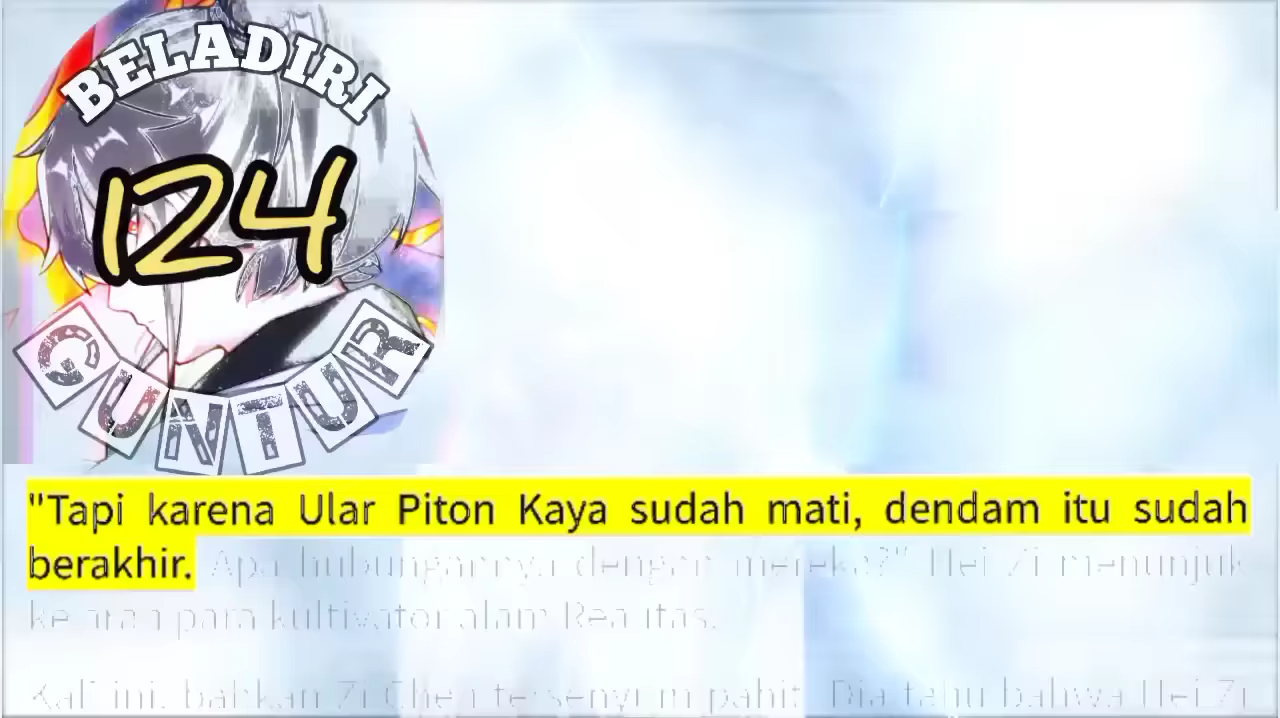 BELADIRI
124
GUNTUR
"Tapi karena Ular Piton Kaya sudah mati, dendam itu sudah
berakhir. Apa hubungannya dengan mereka?" Hei Zi menunjuk
ke arah para kultivator alam Realitas.
Kali ini, bahkan Zi Chen tersenyum pahit. Dia tahu bahwa Hei Zi